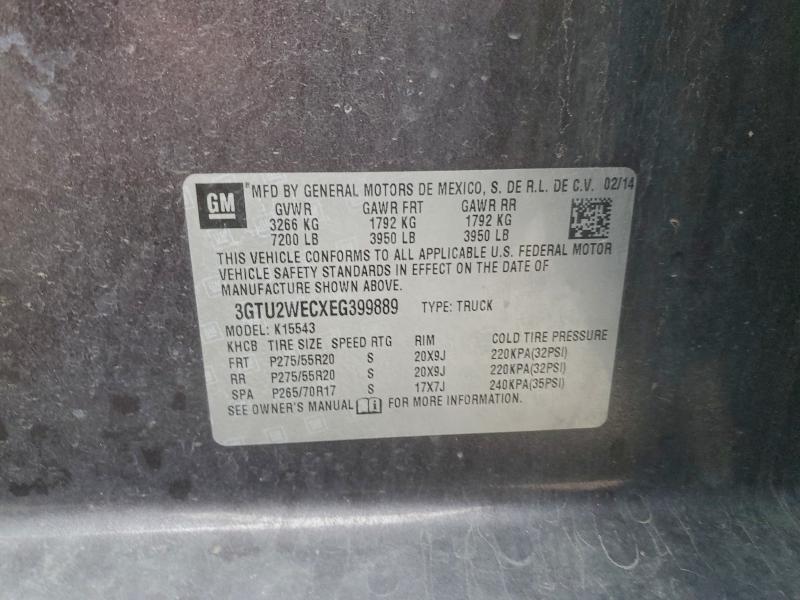 GM
MFD BY GENERAL MOTORS DE MEXICO, S. DE R.L. DE C.V. 02/14
GVWR GAWR FRT GAWR RR
3266 KG 1792 KG 1792 KG
7200 LB 3950 LB 3950 LB
THIS VEHICLE CONFORMS TO ALL APPLICABLE U.S. FEDERAL MOTOR
VEHICLE SAFETY STANDARDS IN EFFECT ON THE DATE OF
MANUFACTURE SHOWN ABOVE.
3GTU2WECXEG399889 TYPE: TRUCK
MODEL: K15543
KHCB TIRE SIZE SPEED RTG RIM COLD TIRE PRESSURE
FRT P275/55R20 S 20X9J 220KPA(32PSI)
RR P275/55R20 S 20X9J 220KPA(32PSI)
SPA P265/70R17 S 17X7J 240KPA(35PSI)
SEE OWNER'S MANUAL FOR MORE INFORMATION.